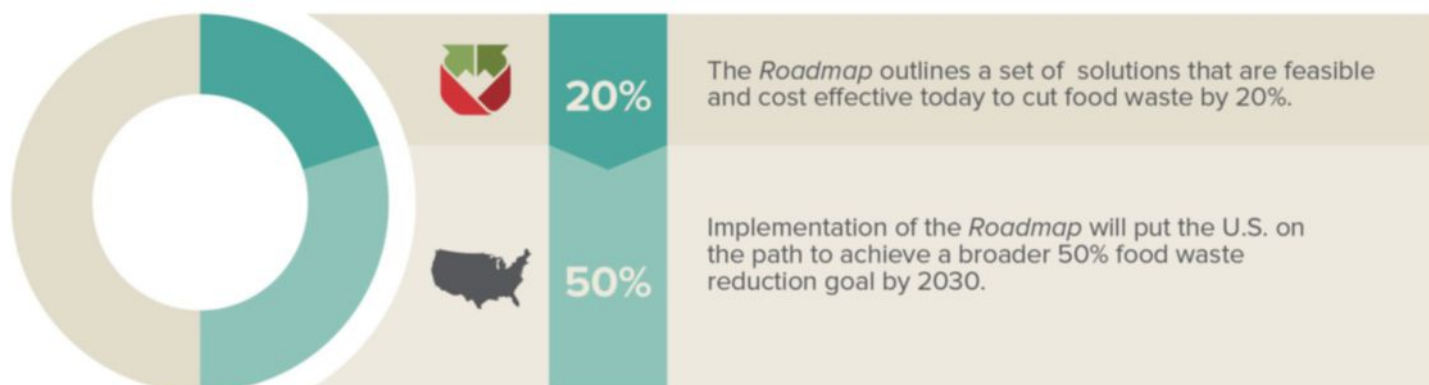 20%
The Roadmap outlines a set of solutions that are feasible
and cost effective today to cut food waste by 20%.
50%
Implementation of the Roadmap will put the U.S. on
the path to achieve a broader 50% food waste
reduction goal by 2030.